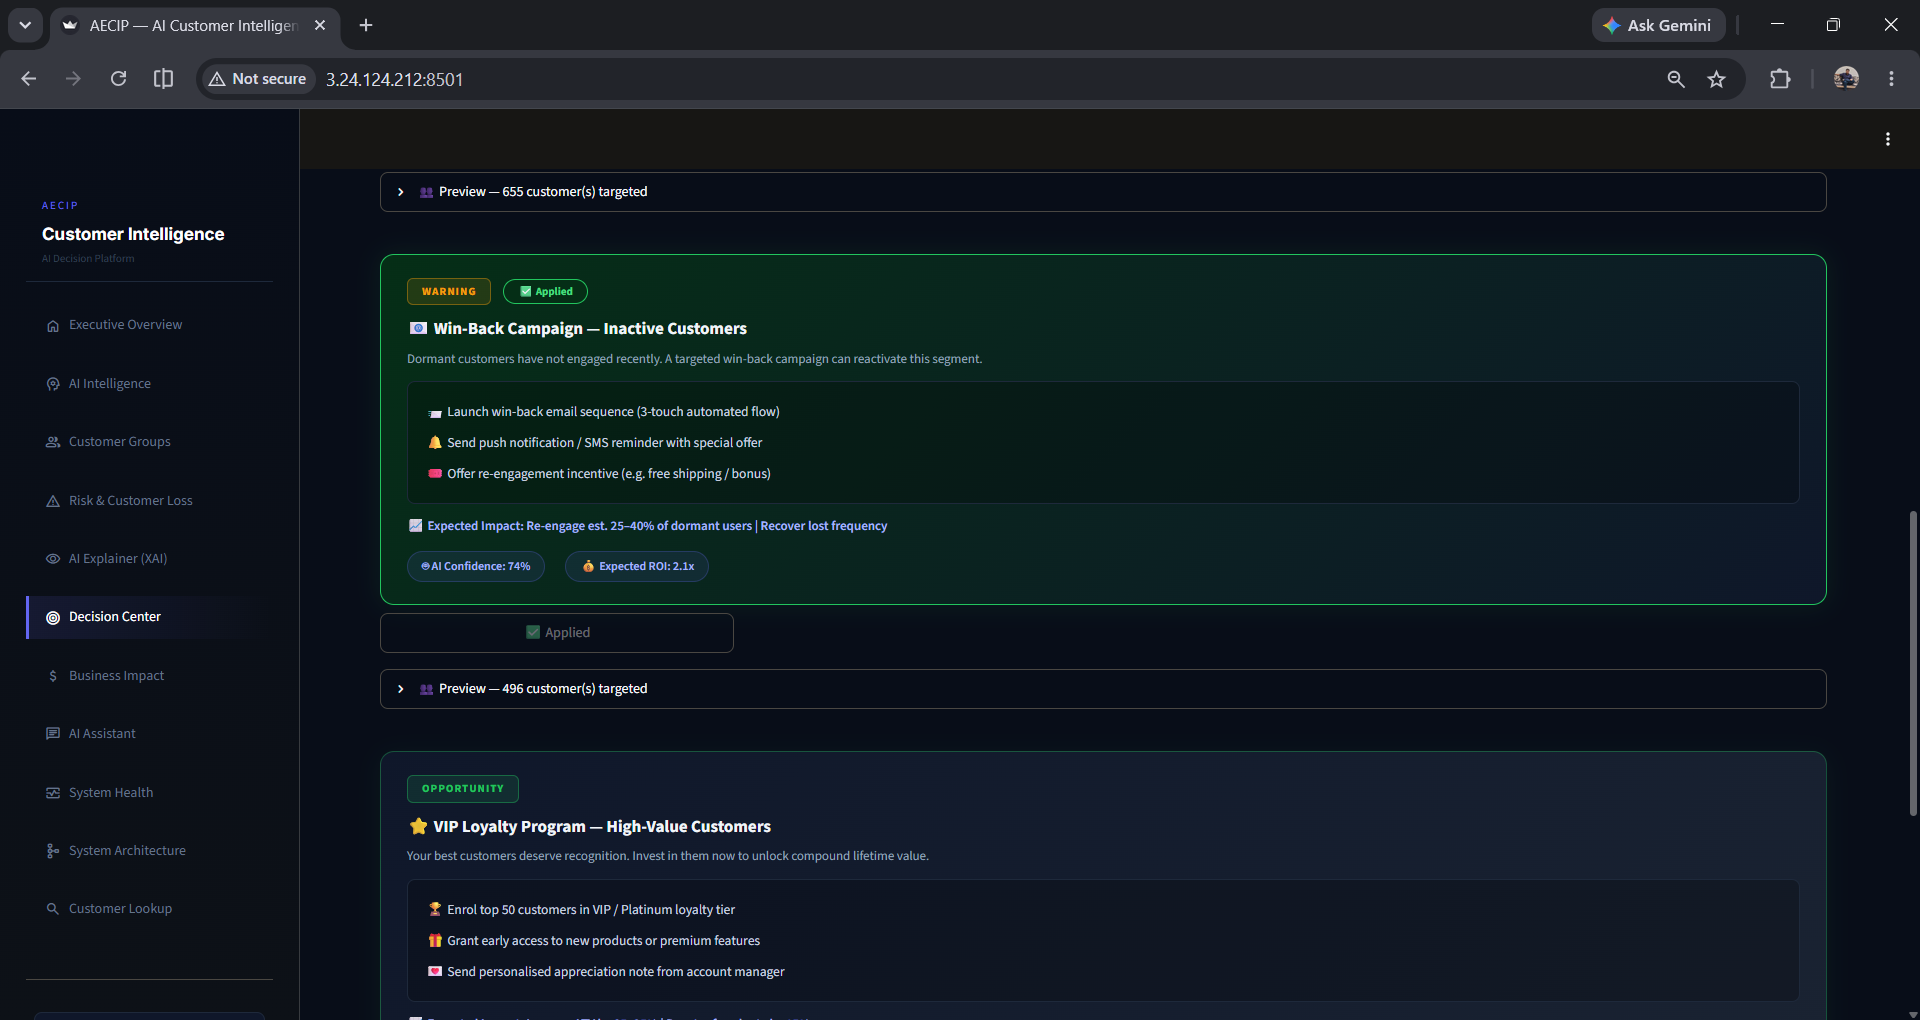 AECIP — AI Customer Intelligen
Ask Gemini
Not secure
3.24.124.212:8501
AECIP
Customer Intelligence
AI Decision Platform
Executive Overview
AI Intelligence
Customer Groups
Risk & Customer Loss
AI Explainer (XAI)
Decision Center
Business Impact
AI Assistant
System Health
System Architecture
Customer Lookup
Preview — 655 customer(s) targeted
WARNING
Applied
Win-Back Campaign — Inactive Customers
Dormant customers have not engaged recently. A targeted win-back campaign can reactivate this segment.
Launch win-back email sequence (3-touch automated flow)
Send push notification / SMS reminder with special offer
Offer re-engagement incentive (e.g. free shipping / bonus)
Expected Impact: Re-engage est. 25–40% of dormant users | Recover lost frequency
AI Confidence: 74%
Expected ROI: 2.1x
Applied
Preview — 496 customer(s) targeted
OPPORTUNITY
VIP Loyalty Program — High-Value Customers
Your best customers deserve recognition. Invest in them now to unlock compound lifetime value.
Enrol top 50 customers in VIP / Platinum loyalty tier
Grant early access to new products or premium features
Send personalised appreciation note from account manager